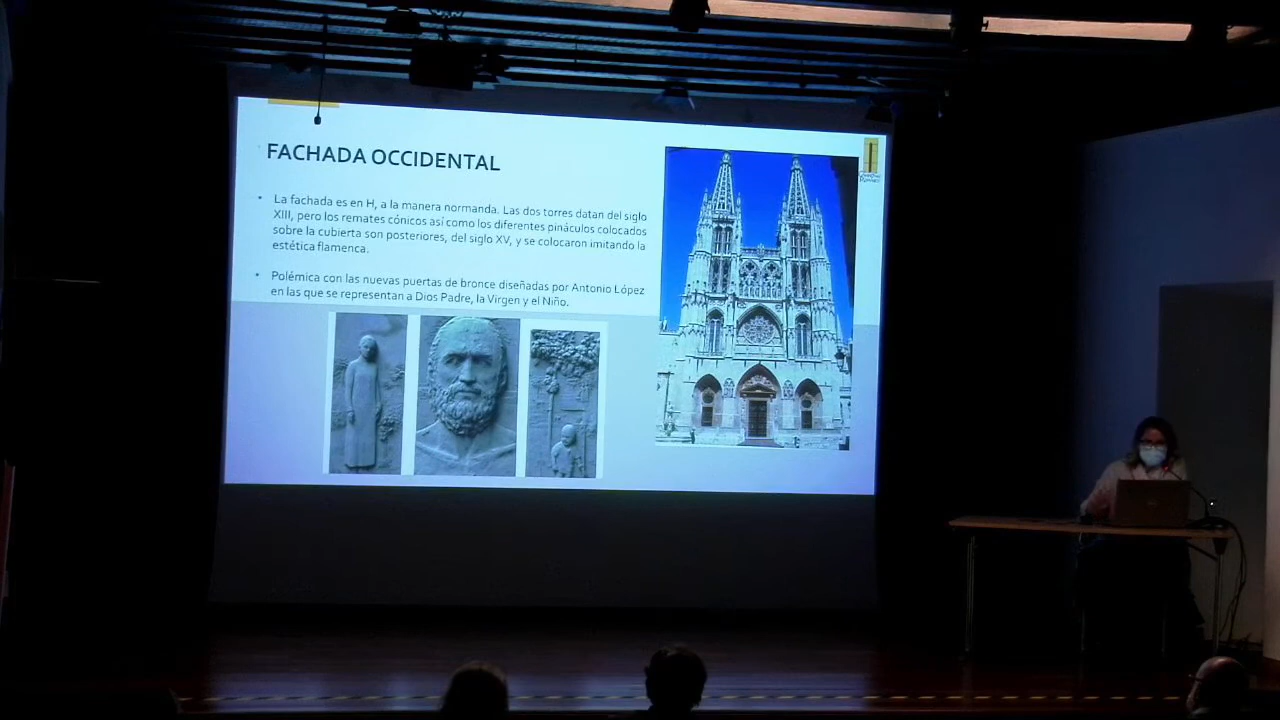 FACHADA OCCIDENTAL
• La fachada es en H, a la manera normanda. Las dos torres datan del siglo
XIII, pero los remates cónicos así como los diferentes pináculos colocados
sobre la cubierta son posteriores, del siglo XV, y se colocaron imitando la
estética flamenca.
• Polémica con las nuevas puertas de bronce diseñadas por Antonio López
en las que se representan a Dios Padre, la Virgen y el Niño.